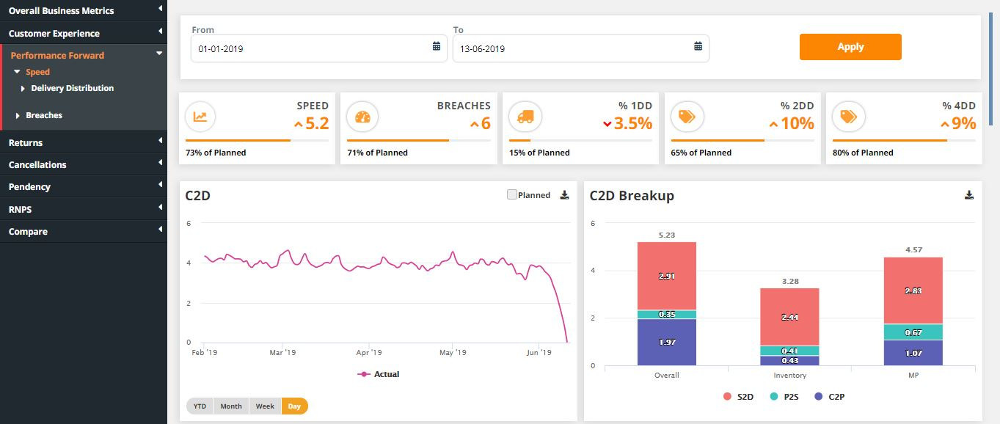 Overall Business Metrics
Customer Experience
Performance Forward
Speed
Delivery Distribution
Breaches
Returns
Cancellations
Pendency
RNPS
Compare
From To
01-01-2019 13-06-2019 Apply
SPEED
5.2
73% of Planned
BREACHES
6
71% of Planned
% 1DD
3.5%
15% of Planned
% 2DD
10%
65% of Planned
% 4DD
9%
80% of Planned
C2D Planned
6
4
2
0
Feb '19 Mar '19 Apr '19 May '19 Jun '19
Actual
YTD Month Week Day
C2D Breakup
6
4
2
0
5.23
2.91
0.35
1.97
3.28
2.44
0.41
0.43
4.57
2.83
0.67
1.07
Overall Inventory MP
S2D P2S C2P